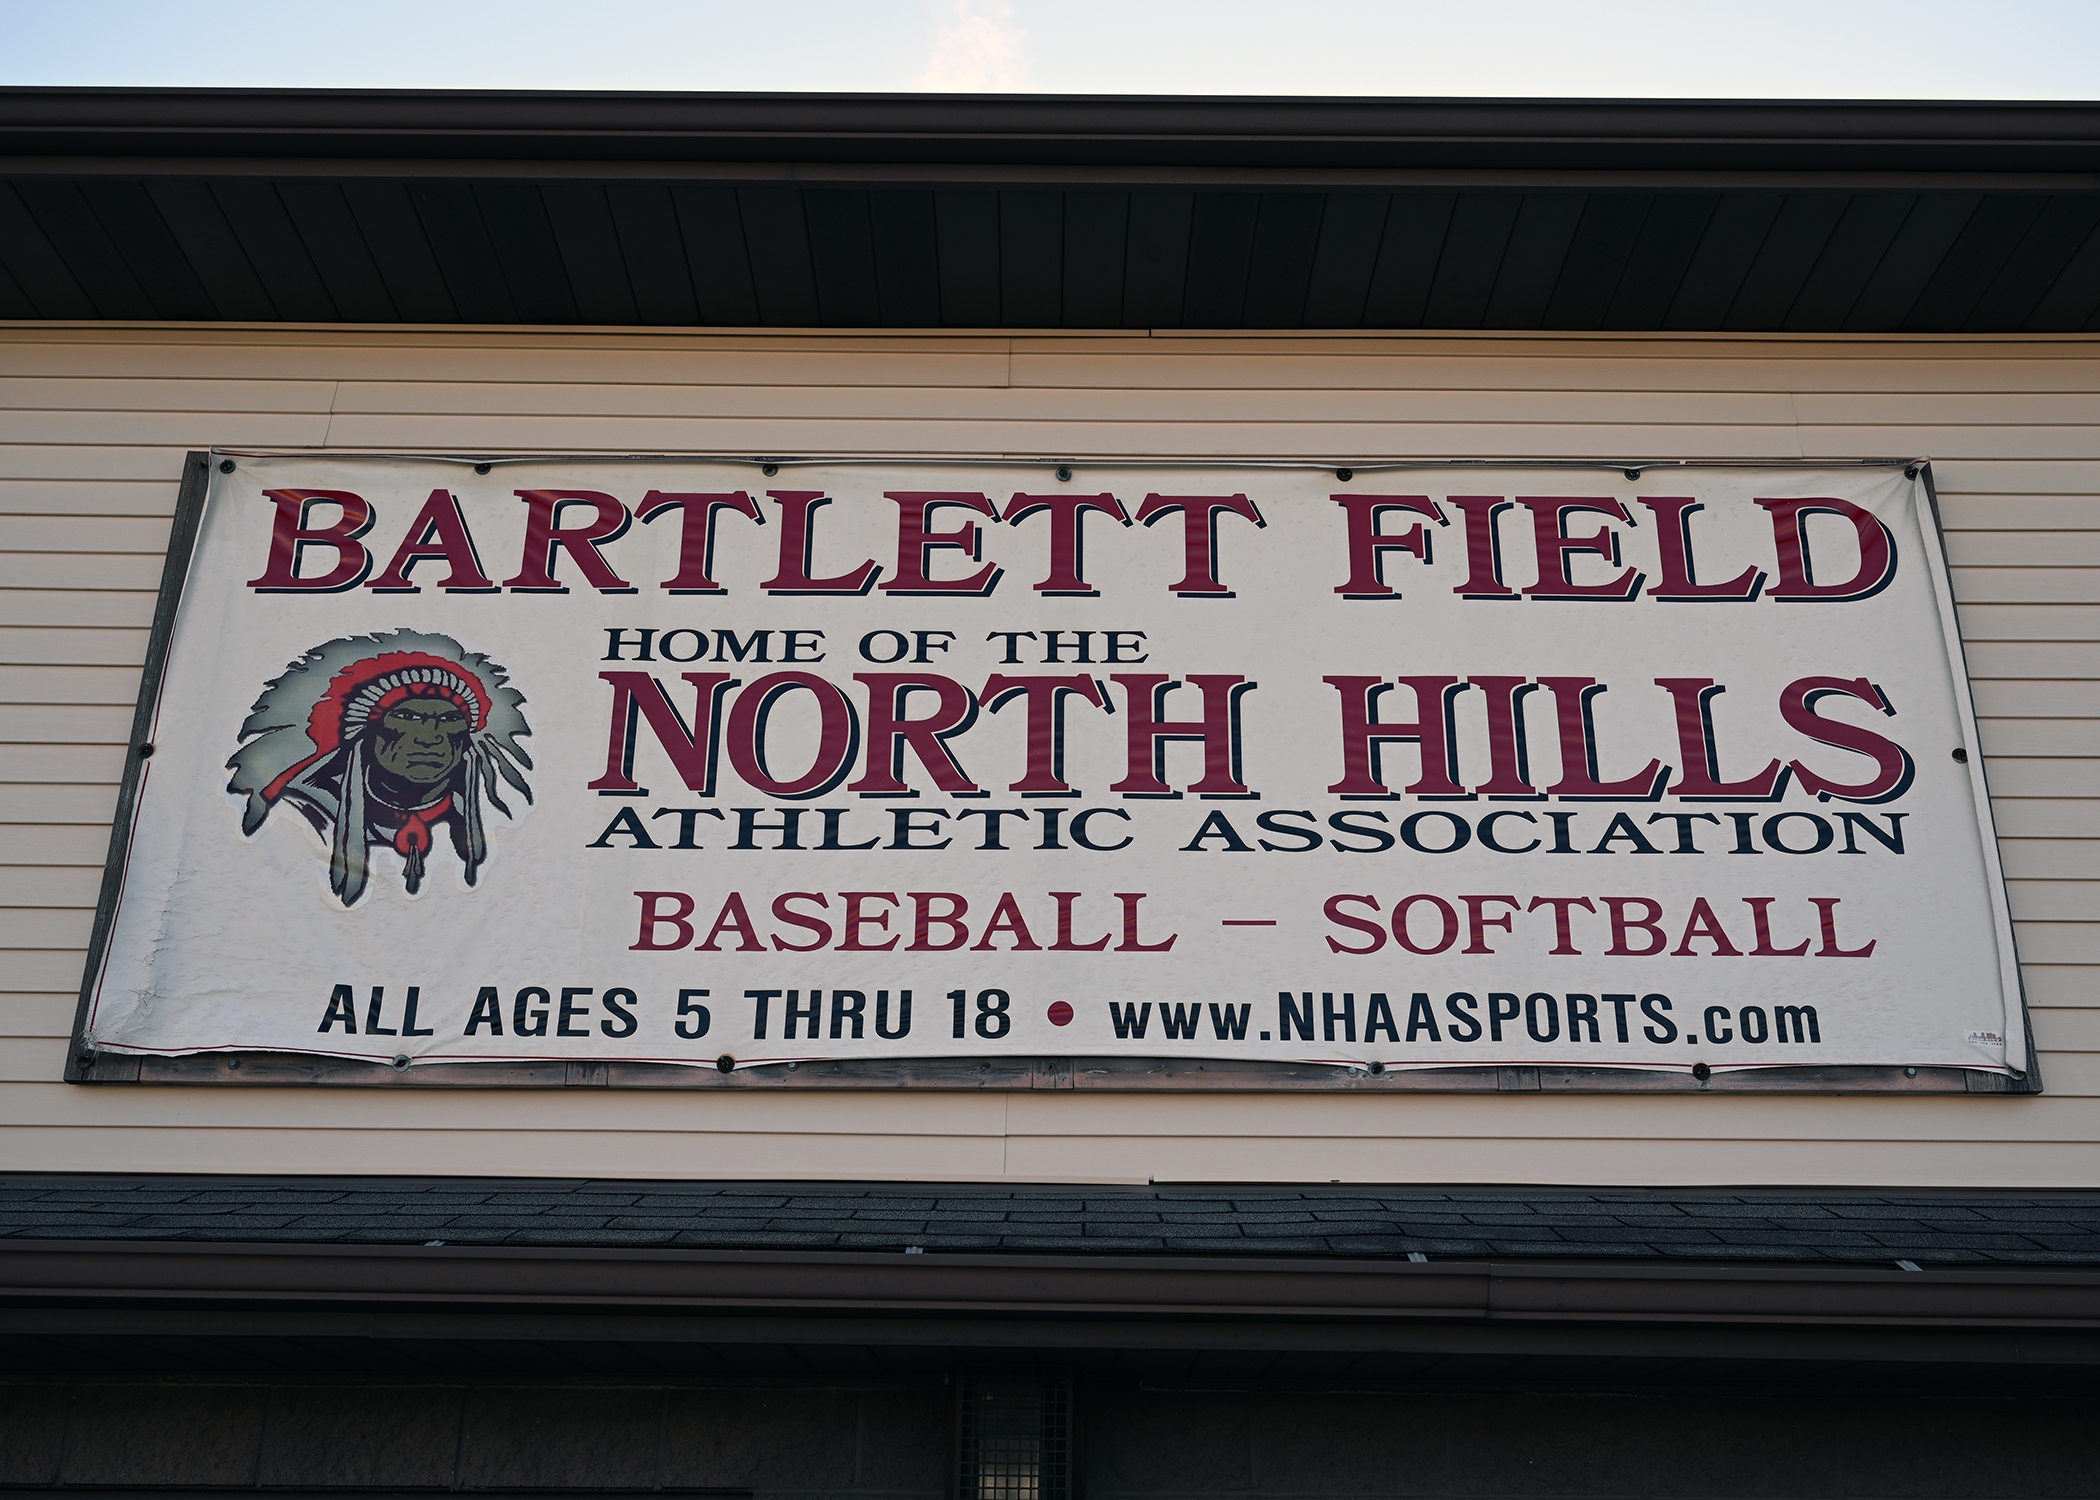 BARTLETT FIELD
HOME OF THE
NORTH HILLS
ATHLETIC ASSOCIATION
BASEBALL – SOFTBALL
ALL AGES 5 THRU 18 • www.NHAASPORTS.com